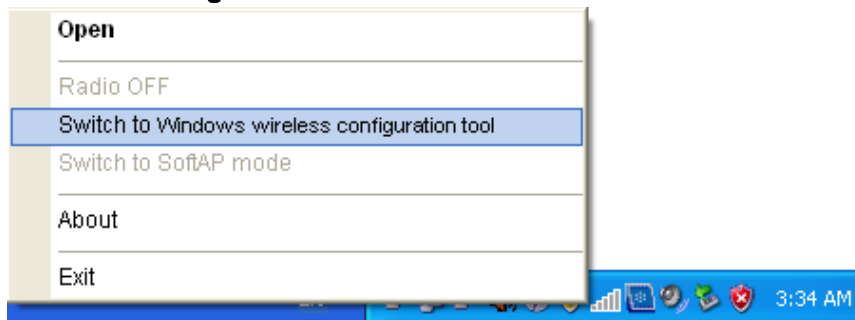 Open
Radio OFF
Switch to Windows wireless configuration tool
Switch to SoftAP mode
About
Exit
3:34 AM